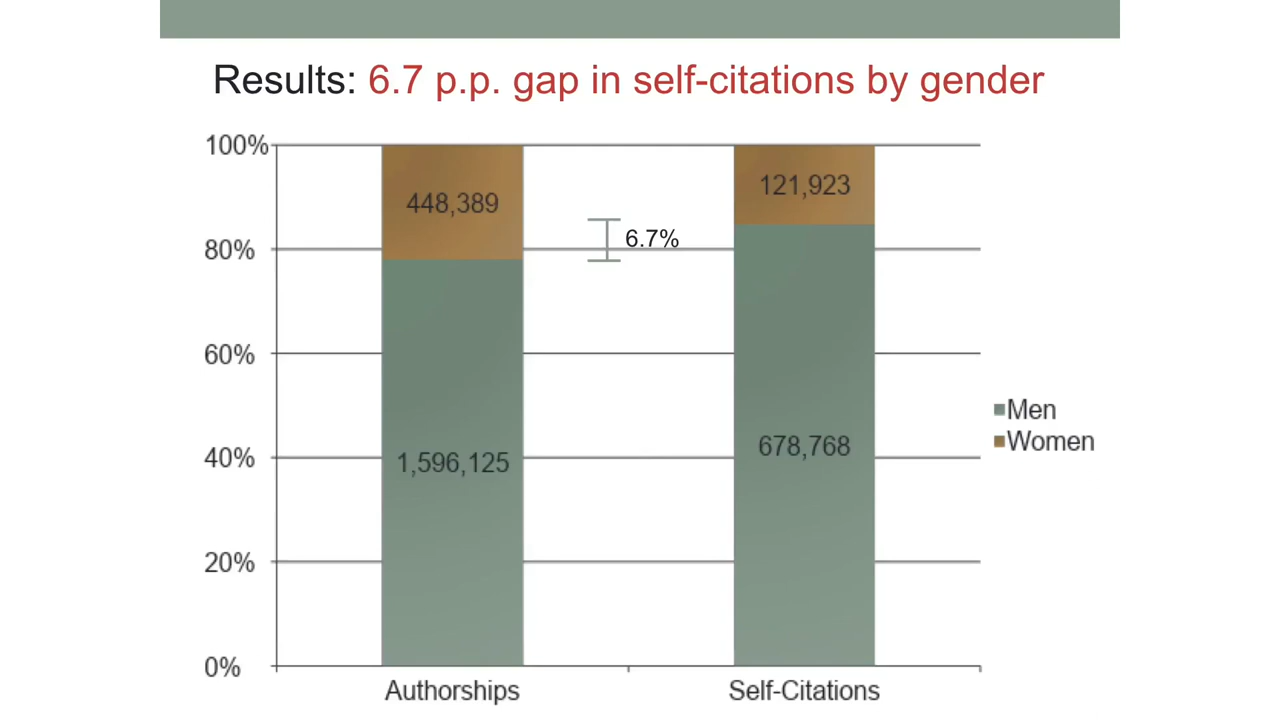 Results: 6.7 p.p. gap in self-citations by gender
100%
80%
60%
40%
20%
0%
448,389
1,596,125
6.7%
121,923
678,768
Men
Women
Authorships
Self-Citations